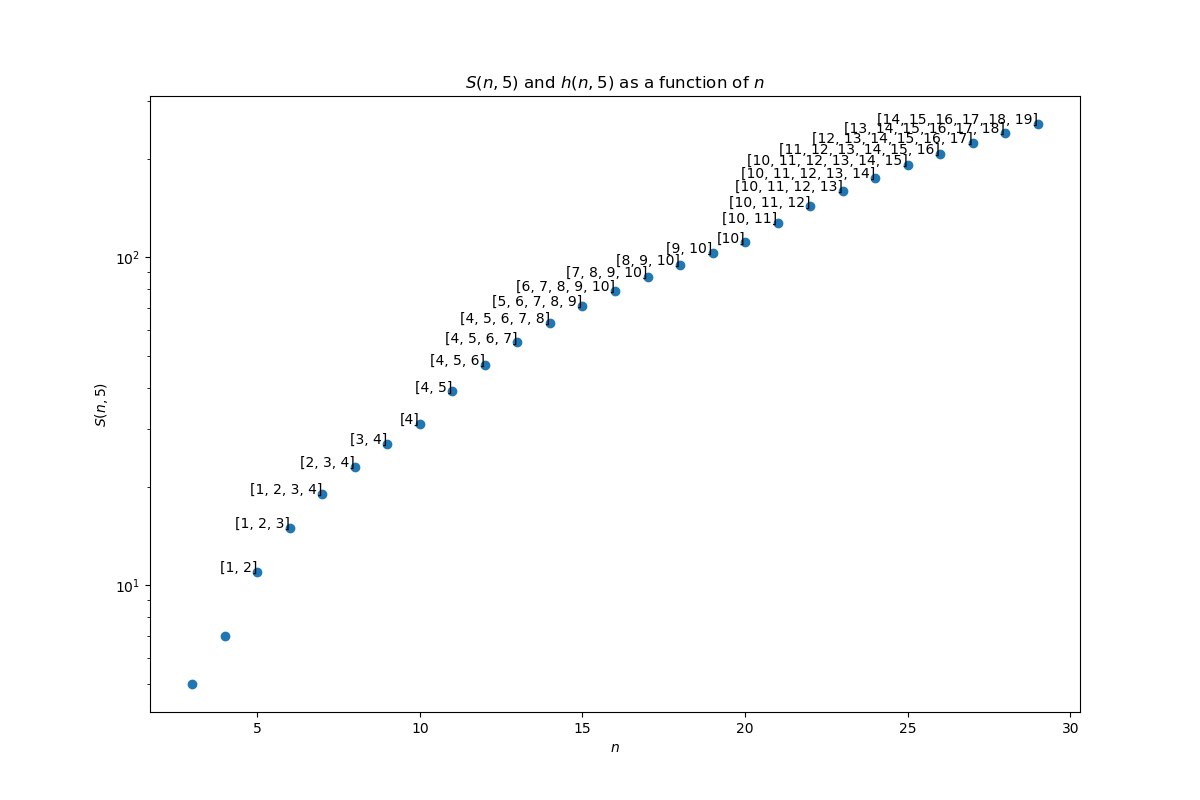 S(n, 5) and h(n, 5) as a function of n
[14, 15, 16, 17, 18, 19]
[13, 14, 15, 16, 17, 18]
[12, 13, 14, 15, 16, 17]
[11, 12, 13, 14, 15, 16]
[10, 11, 12, 13, 14, 15]
[10, 11, 12, 13, 14]
[10, 11, 12, 13]
[10, 11, 12]
[10, 11]
[10]
[9, 10]
[8, 9, 10]
[7, 8, 9, 10]
[6, 7, 8, 9, 10]
[5, 6, 7, 8, 9]
[4, 5, 6, 7, 8]
[4, 5, 6, 7]
[4, 5, 6]
[4, 5]
[4]
[3, 4]
[2, 3, 4]
[1, 2, 3, 4]
[1, 2, 3]
[1, 2]
10²
10¹
S(n, 5)
5 10 15 20 25 30
n